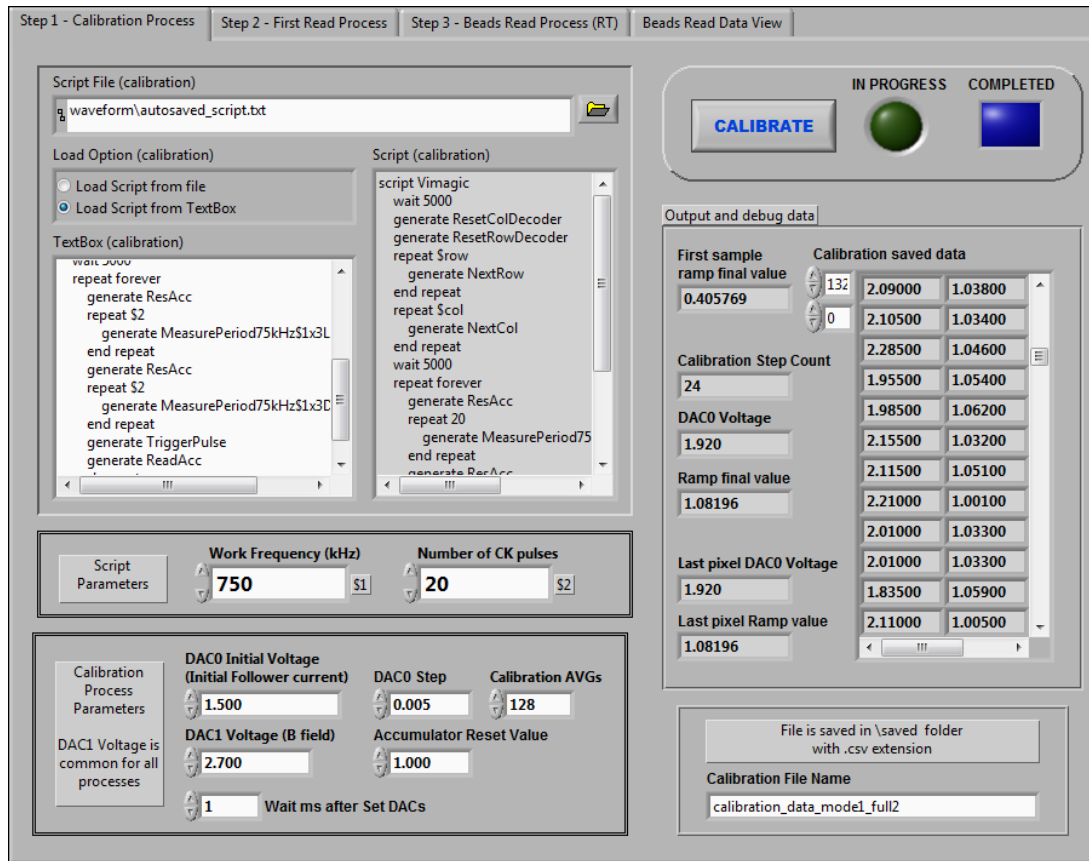 Step 1 - Calibration Process
Step 2 - First Read Process
Step 3 - Beads Read Process (RT)
Beads Read Data View
Script File (calibration)
waveform\autosaved_script.txt
Load Option (calibration)
Load Script from file
Load Script from TextBox
TextBox (calibration)
wait 5000
repeat forever
generate ResAcc
repeat $2
generate MeasurePeriod75kHz$1x3L
end repeat
generate ResAcc
repeat $2
generate MeasurePeriod75kHz$1x3D
end repeat
generate TriggerPulse
generate ReadAcc
Script (calibration)
script Vimagic
wait 5000
generate ResetColDecoder
generate ResetRowDecoder
repeat $row
generate NextRow
end repeat
repeat $col
generate NextCol
end repeat
wait 5000
repeat forever
generate ResAcc
repeat 20
generate MeasurePeriod75
end repeat
generate ResAcc
Script
Parameters
Work Frequency (kHz)
750
$1
Number of CK pulses
20
$2
Calibration
Process
Parameters
DAC1 Voltage is
common for all
processes
DAC0 Initial Voltage
(Initial Follower current)
1.500
DAC0 Step
0.005
Calibration AVGs
128
DAC1 Voltage (B field)
2.700
Accumulator Reset Value
1.000
1
Wait ms after Set DACs
CALIBRATE
IN PROGRESS
COMPLETED
Output and debug data
First sample
ramp final value
0.405769
Calibration Step Count
24
DAC0 Voltage
1.920
Ramp final value
1.08196
Last pixel DAC0 Voltage
1.920
Last pixel Ramp value
1.08196
Calibration saved data
132
0
2.09000 1.03800
2.10500 1.03400
2.28500 1.04600
1.95500 1.05400
1.98500 1.06200
2.15500 1.03200
2.11500 1.05100
2.21000 1.00100
2.01000 1.03300
2.01000 1.03300
1.83500 1.05900
2.11000 1.00500
File is saved in \saved folder
with .csv extension
Calibration File Name
calibration_data_mode1_full2